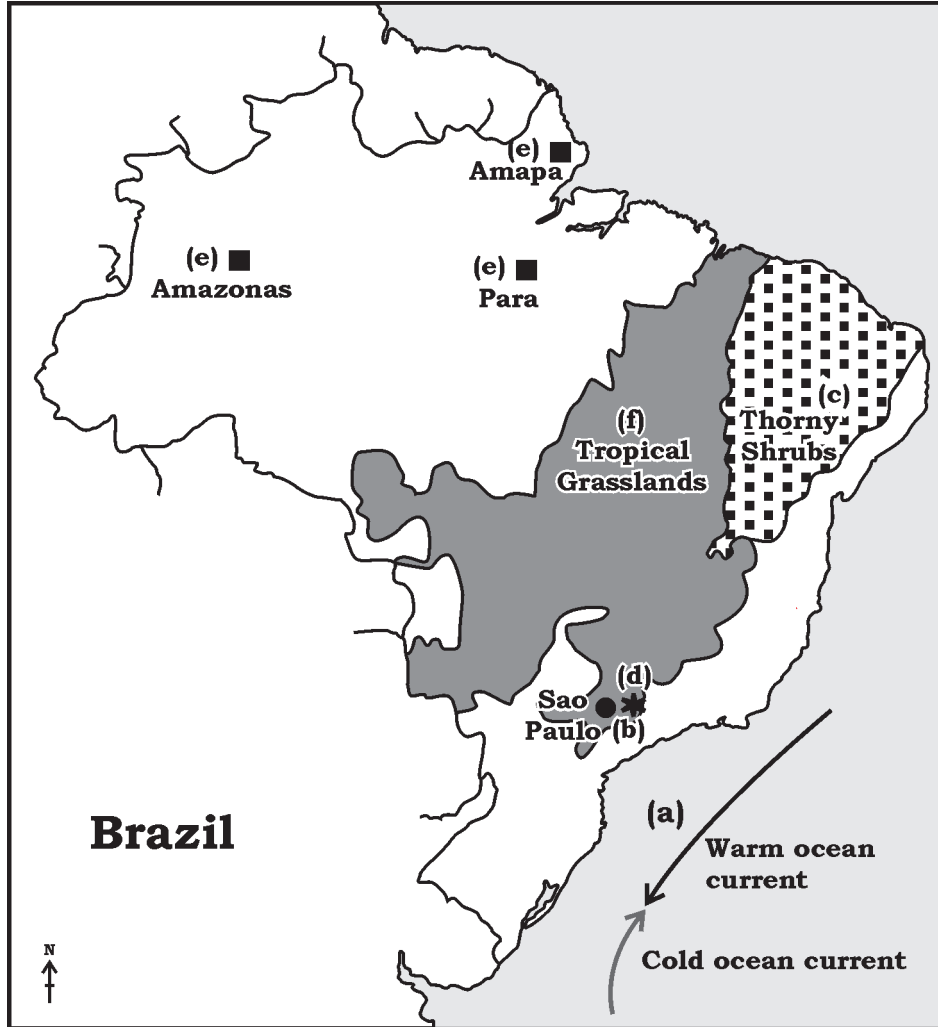 (e)
Amapa
(e)
Amazonas
(e)
Para
(c)
Thorny
Shrubs
(f)
Tropical
Grasslands
(d)
Sao
Paulo (b)
(a)
Warm ocean
current
Brazil
N
Cold ocean current